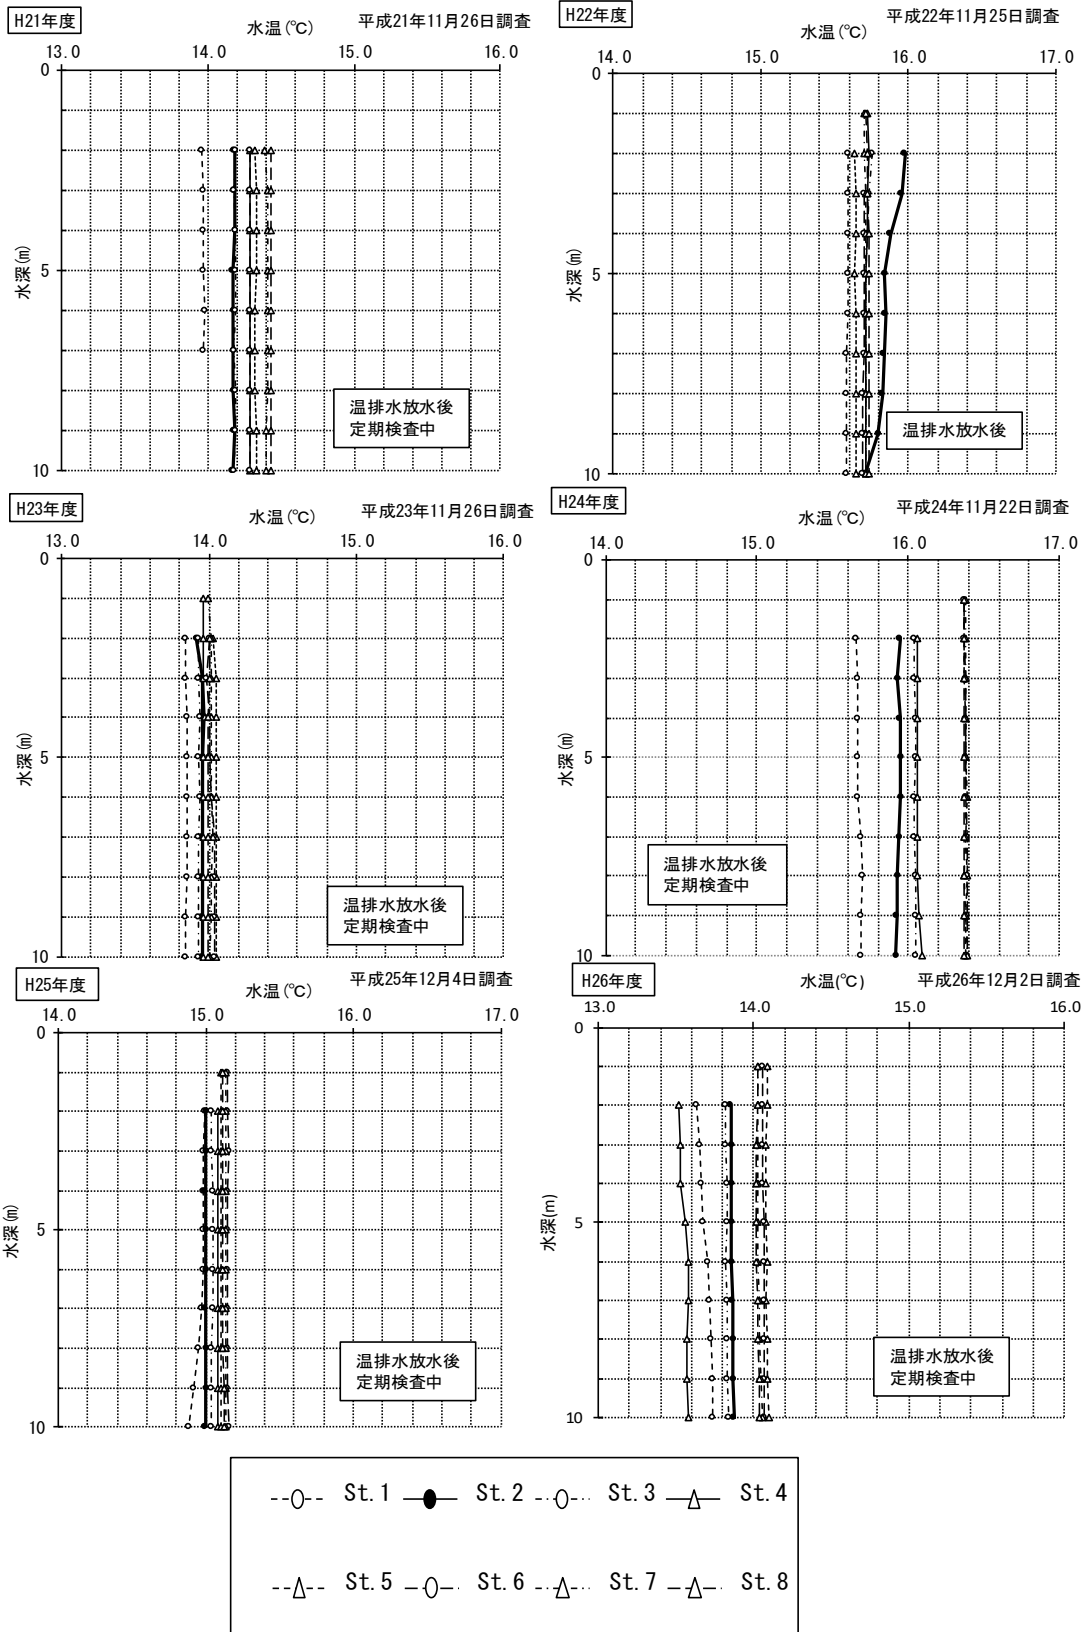 H21年度
平成21年11月26日調査
水温(℃)
13.0 14.0 15.0 16.0
0
5
10
水深(m)
温排水放水後
定期検査中
H22年度
平成22年11月25日調査
水温(℃)
14.0 15.0 16.0 17.0
0
5
10
水深(m)
温排水放水後
H23年度
平成23年11月26日調査
水温(℃)
13.0 14.0 15.0 16.0
0
5
10
水深(m)
温排水放水後
定期検査中
H24年度
平成24年11月22日調査
水温(℃)
14.0 15.0 16.0 17.0
0
5
10
水深(m)
温排水放水後
定期検査中
H25年度
平成25年12月4日調査
水温(℃)
14.0 15.0 16.0 17.0
0
5
10
水深(m)
温排水放水後
定期検査中
H26年度
平成26年12月2日調査
水温(℃)
13.0 14.0 15.0 16.0
0
5
10
水深(m)
温排水放水後
定期検査中
St.1 St.2 St.3 St.4
St.5 St.6 St.7 St.8